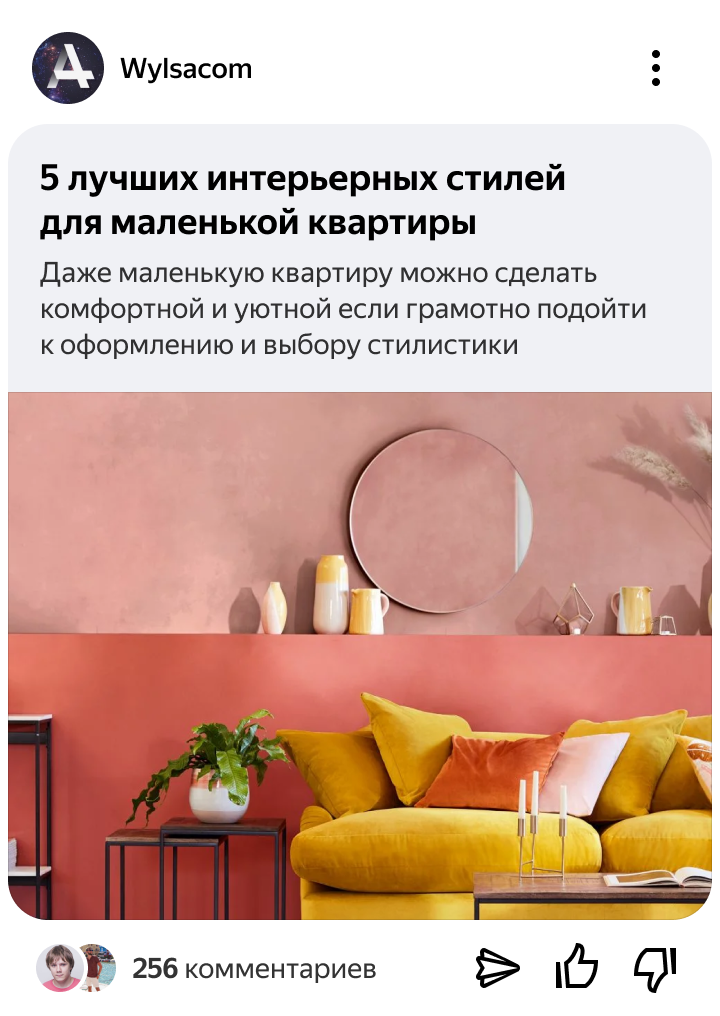 Wylsacom
5 лучших интерьерных стилей
для маленькой квартиры
Даже маленькую квартиру можно сделать
комфортной и уютной если грамотно подойти
к оформлению и выбору стилистики
256 комментариев